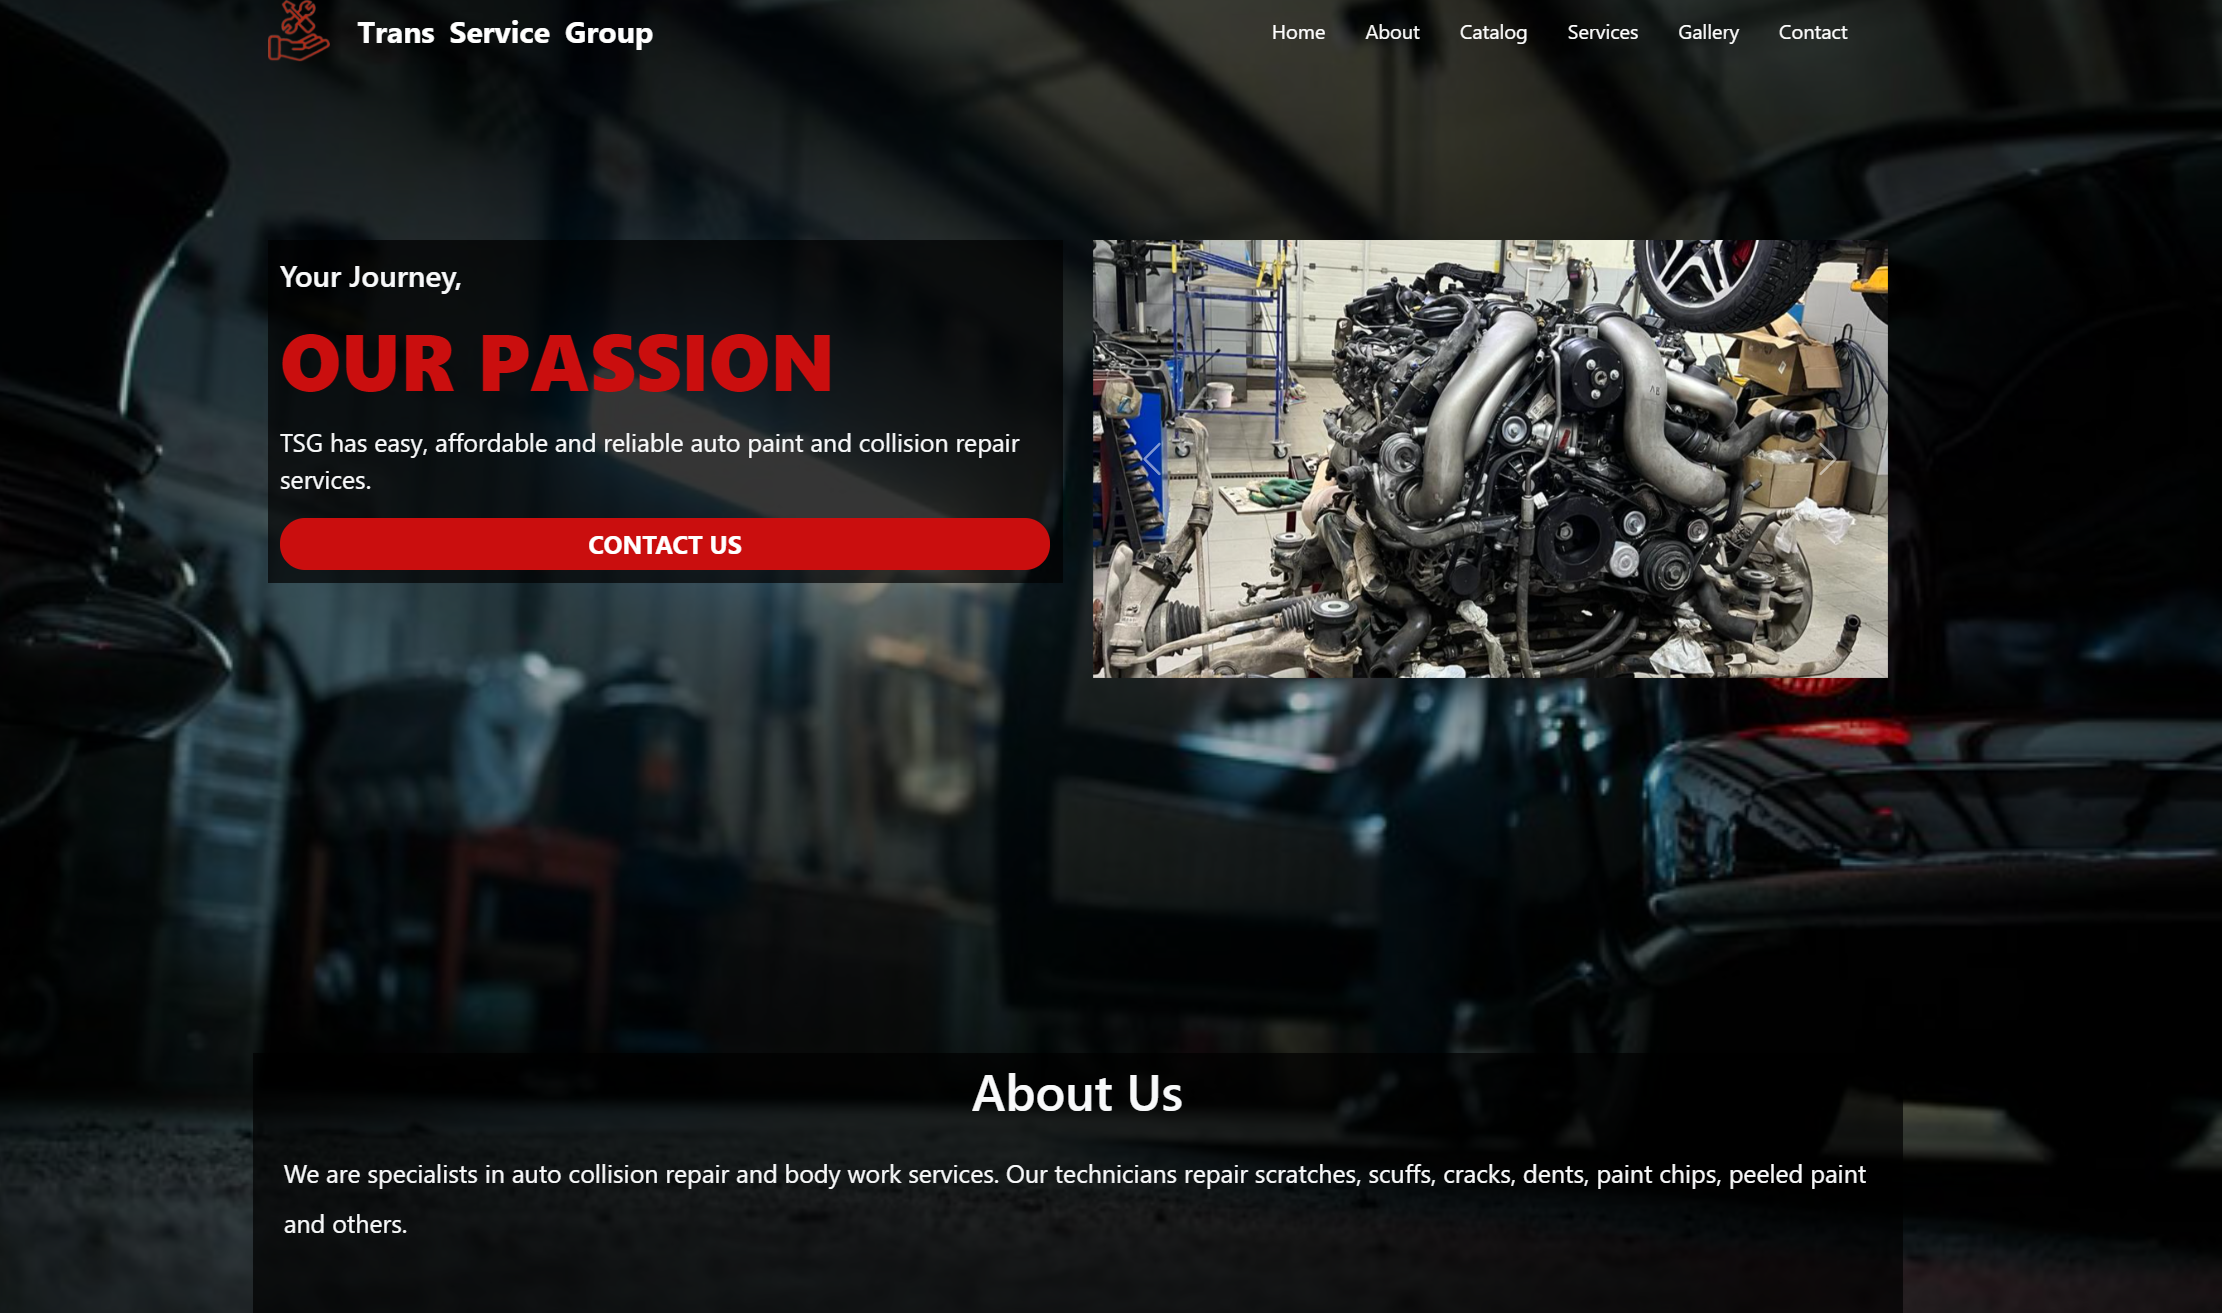 Trans Service Group
Home About Catalog Services Gallery Contact
Your Journey,
OUR PASSION
TSG has easy, affordable and reliable auto paint and collision repair
services.
CONTACT US
About Us
We are specialists in auto collision repair and body work services. Our technicians repair scratches, scuffs, cracks, dents, paint chips, peeled paint
and others.